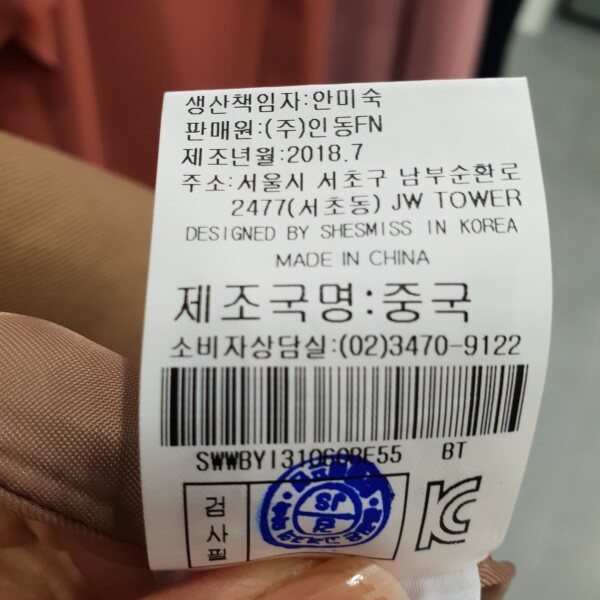 생산책임자:안미숙
판매원:(주)인동FN
제조년월:2018.7
주소:서울시 서초구 남부순환로
2477(서초동) JW TOWER
DESIGNED BY SHESMISS IN KOREA
MADE IN CHINA
제조국명:중국
소비자상담실:(02)3470-9122
BT
검사필